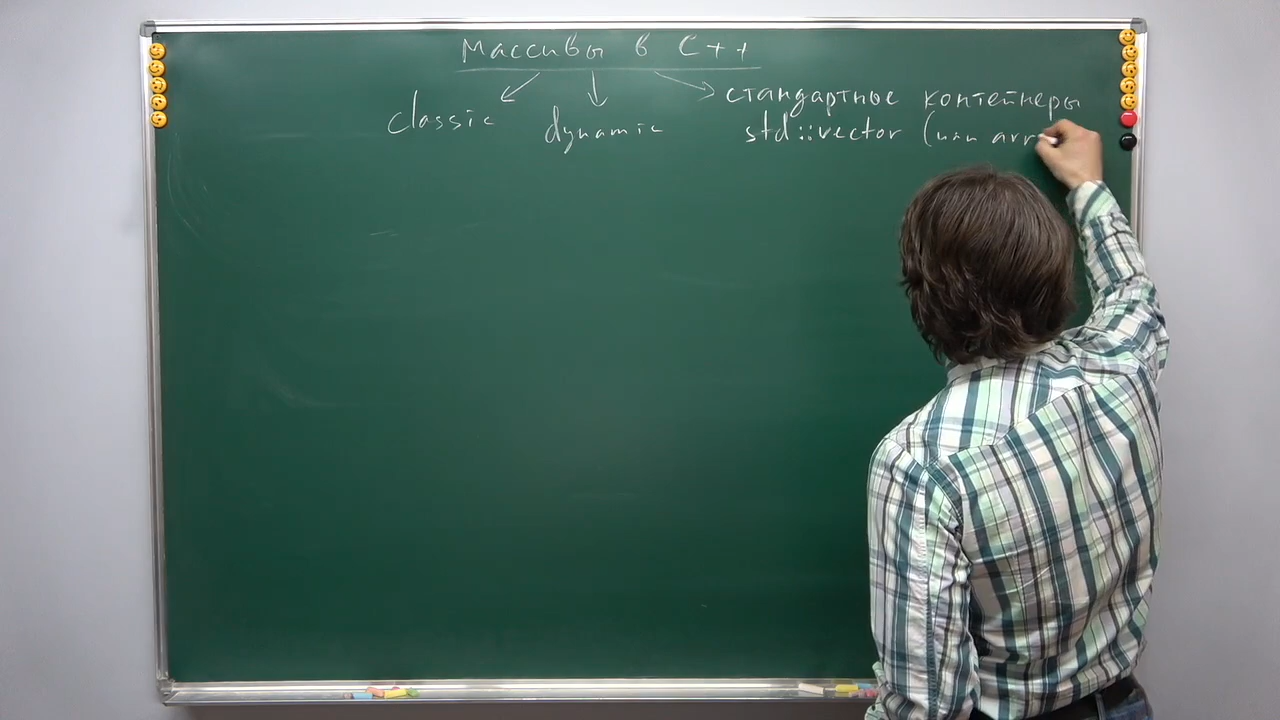 Массивы в C++
classic
dynamic
стандартные контейнеры
std::vector (или arr